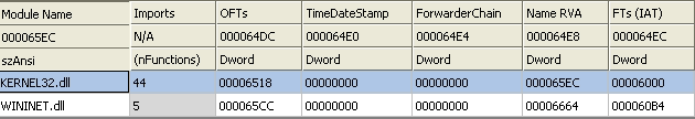 Module Name Imports OFTs TimeDateStamp ForwarderChain Name RVA FTs (IAT)
000065EC N/A 000064DC 000064E0 000064E4 000064E8 000064EC
szAnsi (nFunctions) Dword Dword Dword Dword Dword
KERNEL32.dll 44 00006518 00000000 00000000 000065EC 00006000
WININET.dll 5 000065CC 00000000 00000000 00006664 000060B4